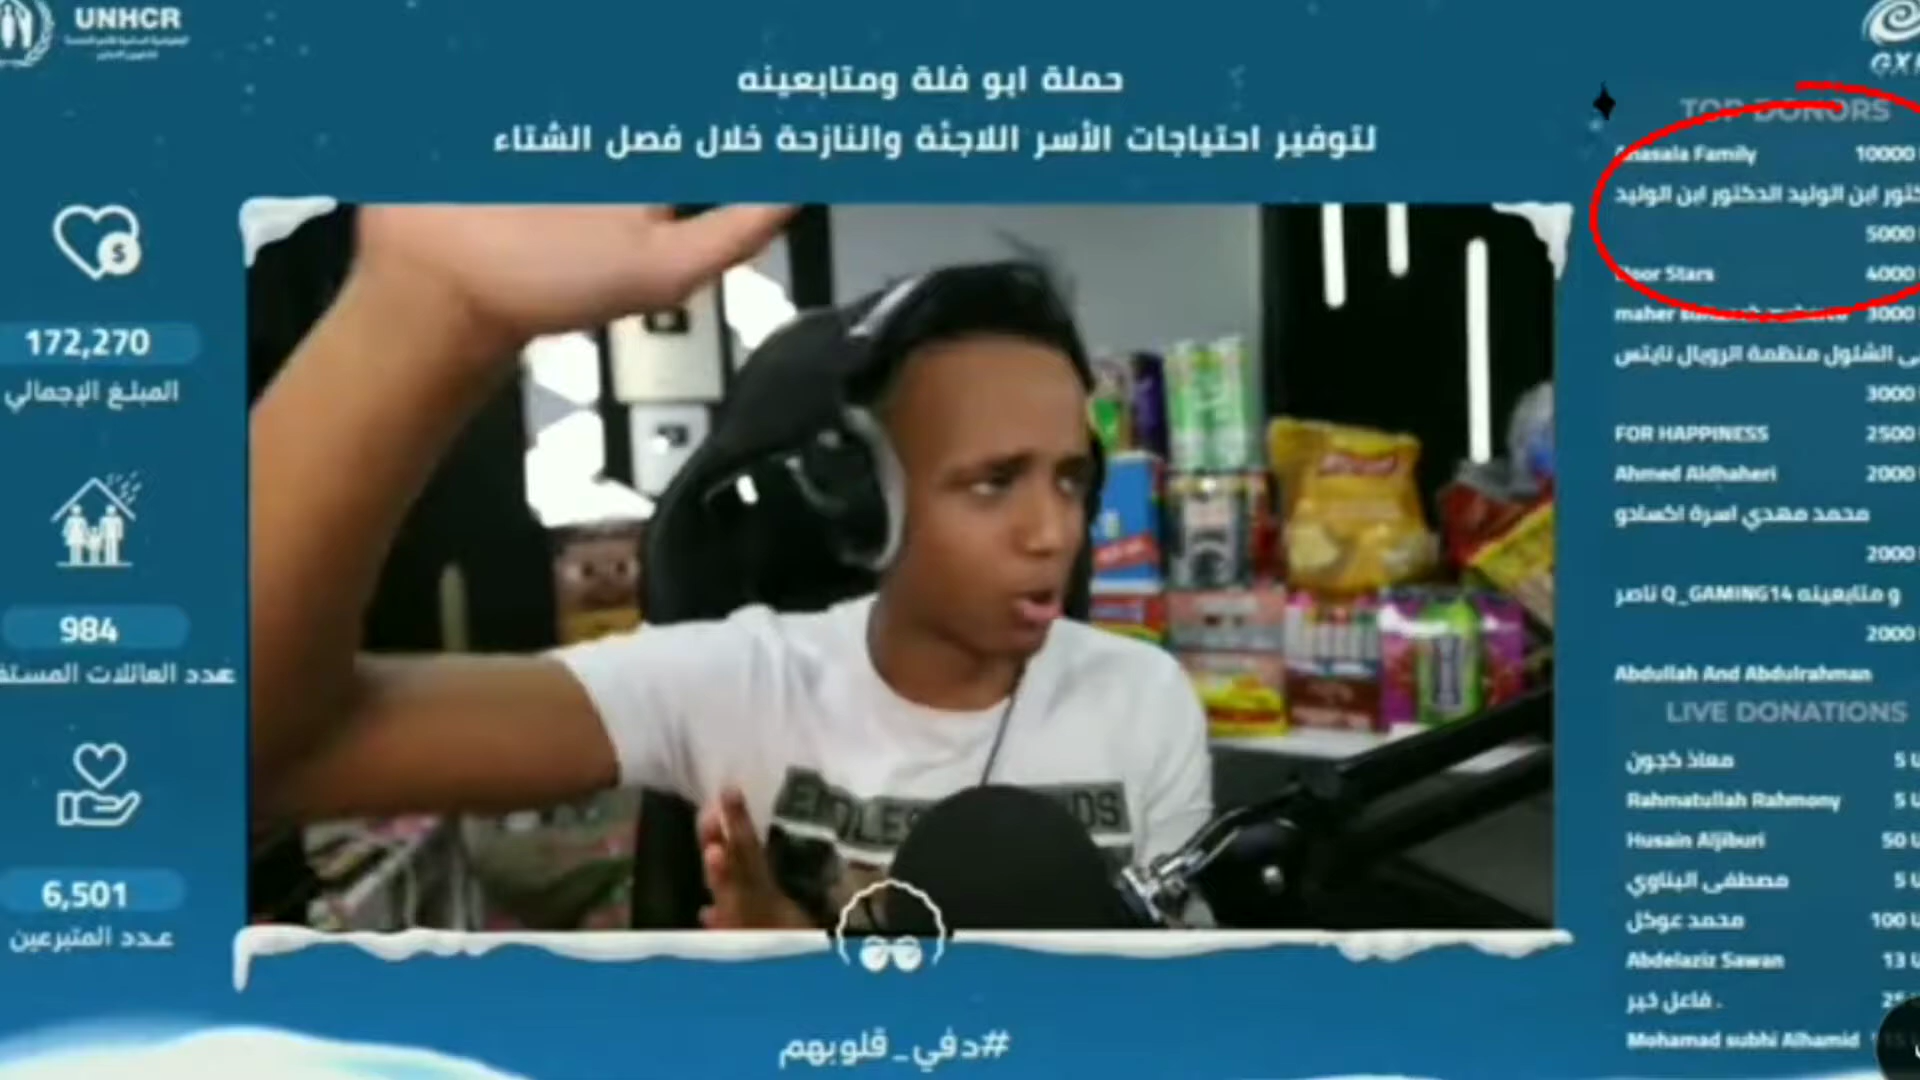 UNHCR
حملة ابو فلة ومتابعينه
لتوفير احتياجات الأسر اللاجئة والنازحة خلال فصل الشتاء
172,270
المبلغ الإجمالي
984
عدد العائلات
6,501
عدد المتبرعين
TOP DONORS
Family 10000
ابن الوليد الدكتور ابن الوليد
5000
Stars 4000
maher 3000
الشلول منظمة الرويال نايتس
3000
FOR HAPPINESS 2500
Ahmed Aldhaheri 2000
محمد مهدي اسرة اكسادو
2000
ناصر Q_GAMING14 و متابعينه
2000
Abdullah And Abdulrahman
LIVE DONATIONS
معاذ كجون 5
Rahmatullah Rahmony 5
Husain Aljiburi 50
مصطفى البناوي 5
محمد عوكل 100
Abdelaziz Sawan 13
فاعل خير .
Mohamad subhi Alhamid
#دفي_قلوبهم